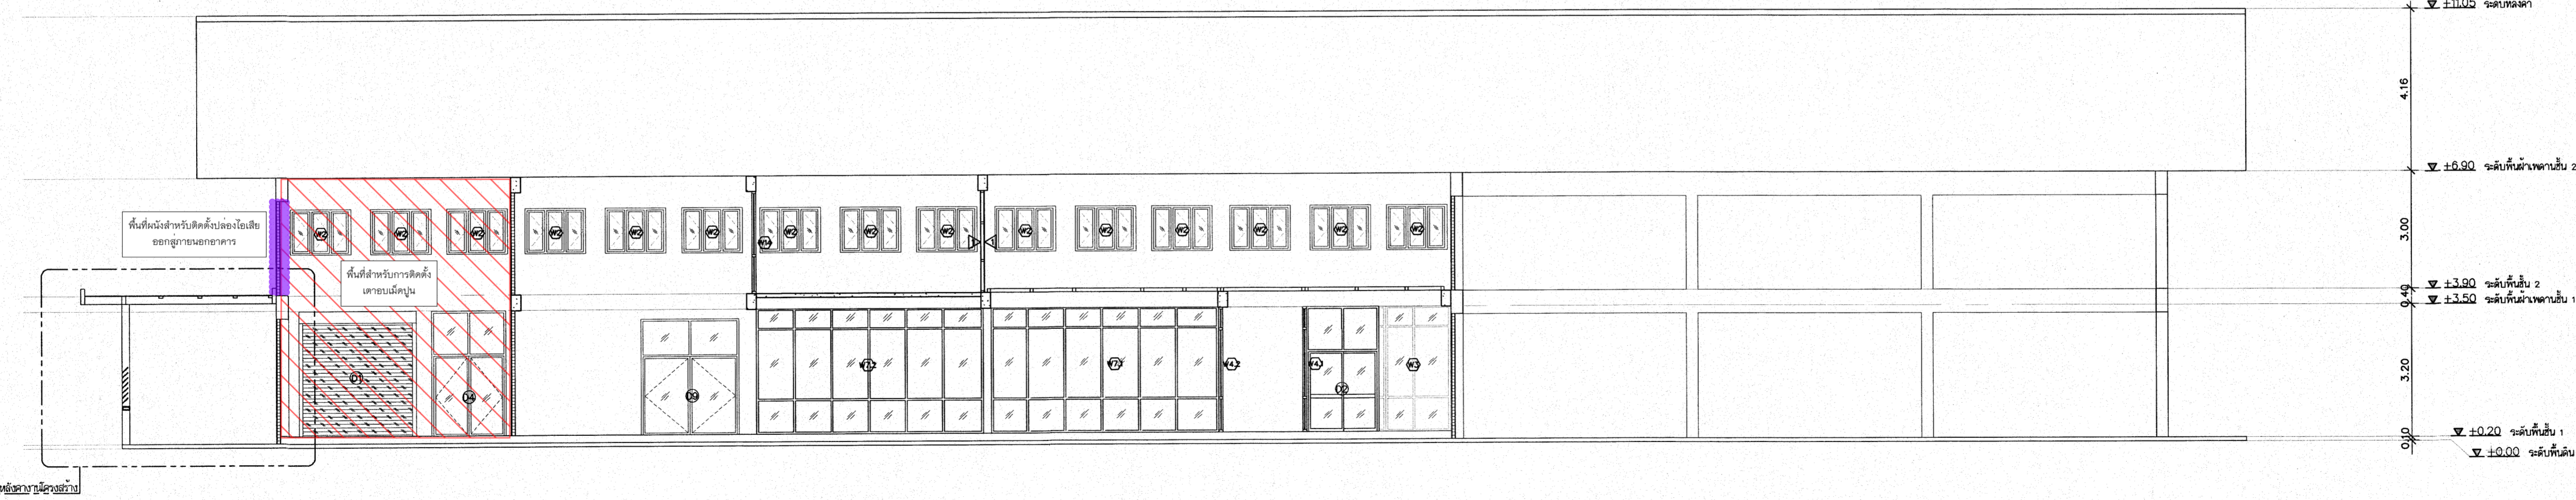 +11.05 ระดับหลังคา
4.16
+6.90 ระดับพื้นฝ้าเพดานชั้น 2
พื้นที่ผนังสำหรับติดตั้งปล่องไอเสีย
ออกสู่ภายนอกอาคาร
W2 W2 W2 W2 W2 W2 W2 W2 W2 W2 W2 W2 W2 W2 W2
3.00
พื้นที่สำหรับการติดตั้ง
เตาอบเม็ดปูน
+3.90 ระดับพื้นชั้น 2
0.40
+3.50 ระดับพื้นฝ้าเพดานชั้น 1
D1 D4 D9 W7.2 W7.1 W4.2 W4.1 D2 W3
3.20
+0.20 ระดับพื้นชั้น 1
0.10
+0.00 ระดับพื้นดิน
หลังคางานโครงสร้าง